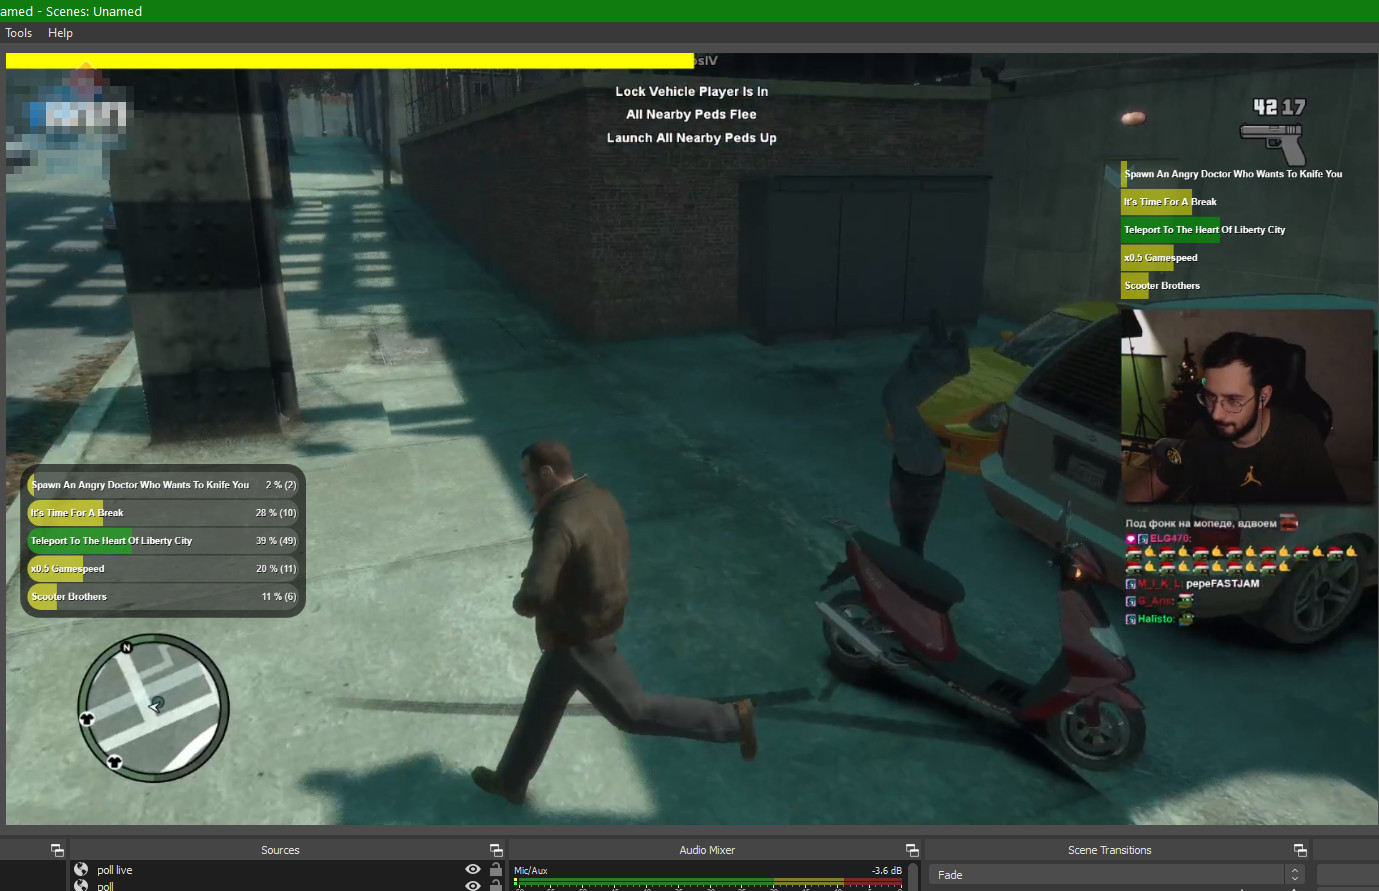 amed - Scenes: Unamed
Tools Help
osIV
Lock Vehicle Player Is In
All Nearby Peds Flee
Launch All Nearby Peds Up
42 17
Spawn An Angry Doctor Who Wants To Knife You
It's Time For A Break
Teleport To The Heart Of Liberty City
x0.5 Gamespeed
Scooter Brothers
Spawn An Angry Doctor Who Wants To Knife You 2 % (2)
It's Time For A Break 28 % (10)
Teleport To The Heart Of Liberty City 39 % (49)
x0.5 Gamespeed 20 % (11)
Scooter Brothers 11 % (6)
Под фонк на мопеде, вдвоем
ELG470:
M_I_K_L: pepeFASTJAM
G_Aris:
Halisto:
N
Sources Audio Mixer Scene Transitions
poll live Mic/Aux -3.6 dB Fade
poll